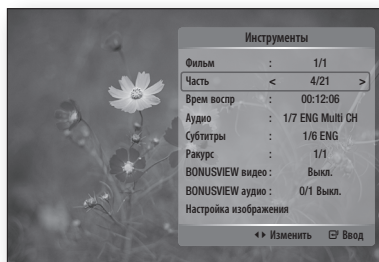 Инструменты
Фильм : 1/1
Часть < 4/21 >
Врем воспр : 00:12:06
Аудио : 1/7 ENG Multi CH
Субтитры : 1/6 ENG
Ракурс : 1/1
BONUSVIEW видео : Выкл.
BONUSVIEW аудио : 0/1 Выкл.
Настройка изображения
Изменить Ввод